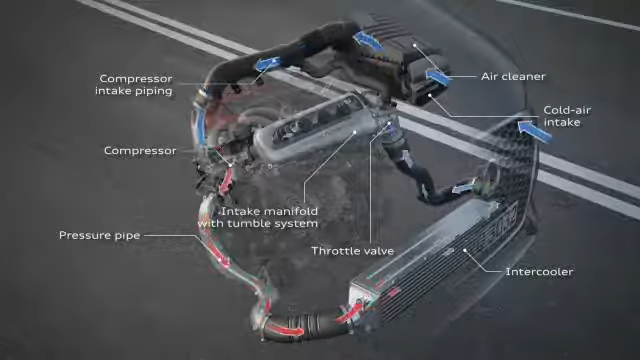 Compressor
intake piping
Air cleaner
Cold-air
intake
Compressor
Intake manifold
with tumble system
Pressure pipe
Throttle valve
Intercooler